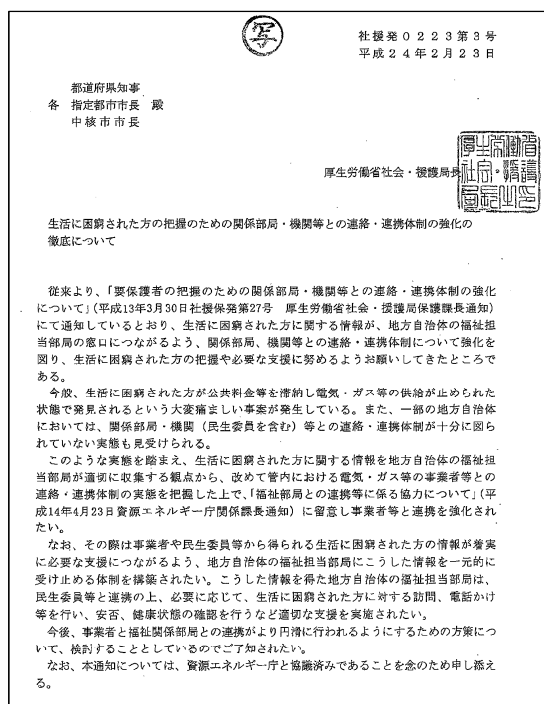 写
社援発0223第3号
平成24年2月23日
都道府県知事
各 指定都市市長 殿
中核市市長
厚生労働省社会・援護局長
生活に困窮された方の把握のための関係部局・機関等との連絡・連携体制の強化の
徹底について
従来より、「要保護者の把握のための関係部局・機関等との連絡・連携体制の強化
について」(平成13年3月30日社援保発第27号 厚生労働省社会・援護局保護課長通知)
にて通知しているとおり、生活に困窮された方に関する情報が、地方自治体の福祉担
当部局の窓口につながるよう、関係部局、機関等との連絡・連携体制について強化を
図り、生活に困窮された方の把握や必要な支援に努めるようお願いしてきたところで
ある。
今般、生活に困窮された方が公共料金等を滞納し電気・ガス等の供給が止められた
状態で発見されるという大変痛ましい事案が発生している。また、一部の地方自治体
においては、関係部局・機関(民生委員を含む)等との連絡・連携体制が十分に図ら
れていない実態も見受けられる。
このような実態を踏まえ、生活に困窮された方に関する情報を地方自治体の福祉担
当部局が適切に収集する観点から、改めて管内における電気・ガス等の事業者等との
連絡・連携体制の実態を把握した上で、「福祉部局との連携等に係る協力について」(平
成14年4月23日資源エネルギー庁関係課長通知)に留意し事業者等と連携を強化され
たい。
なお、その際は事業者や民生委員等から得られる生活に困窮された方の情報が着実
に必要な支援につながるよう、地方自治体の福祉担当部局にこうした情報を一元的に
受け止める体制を構築されたい。こうした情報を得た地方自治体の福祉担当部局は、
民生委員等と連携の上、必要に応じて、生活に困窮された方に対する訪問、電話かけ
等を行い、安否、健康状態の確認を行うなど適切な支援を実施されたい。
今後、事業者と福祉関係部局との連携がより円滑に行われるようにするための方策につ
いて、検討することとしているのでご了知されたい。
なお、本通知については、資源エネルギー庁と協議済みであることを念のため申し添え
る。